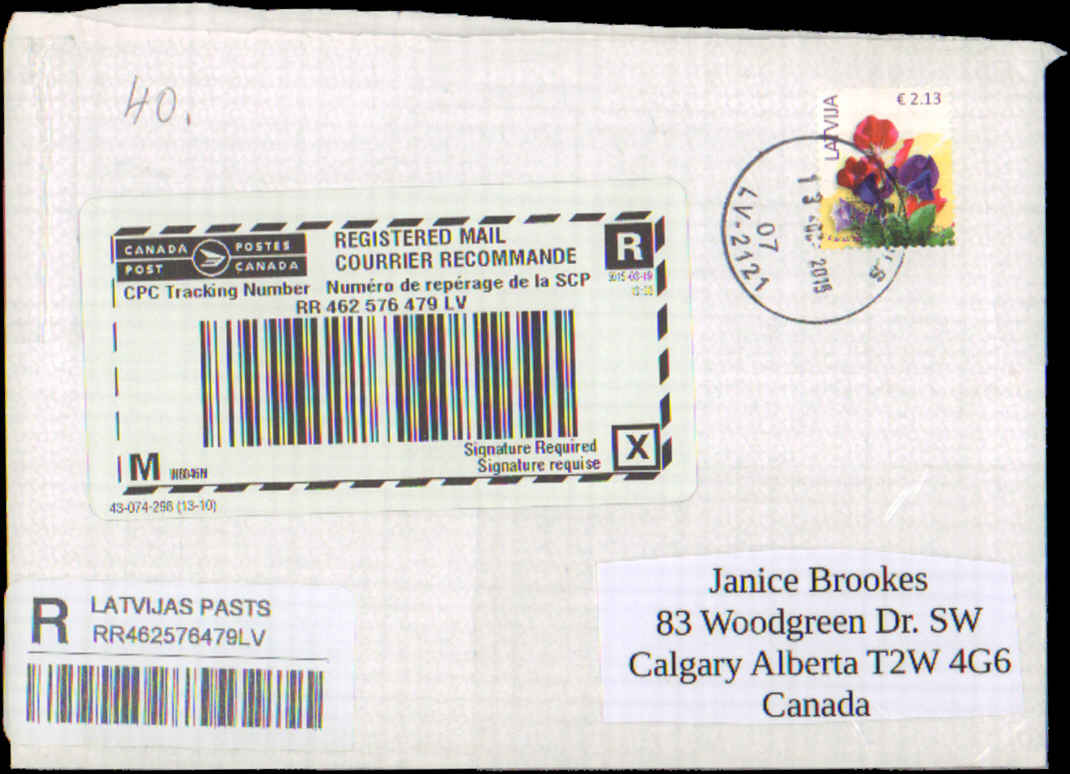 40.
LATVIJA
€ 2.13
07
LV-2121
13
2015
CANADA POSTES
POST CANADA
REGISTERED MAIL
COURRIER RECOMMANDE
R
CPC Tracking Number Numéro de repérage de la SCP
RR 462 576 479 LV
Signature Required
Signature requise
X
M
43-074-296 (13-10)
R LATVIJAS PASTS
RR462576479LV
Janice Brookes
83 Woodgreen Dr. SW
Calgary Alberta T2W 4G6
Canada